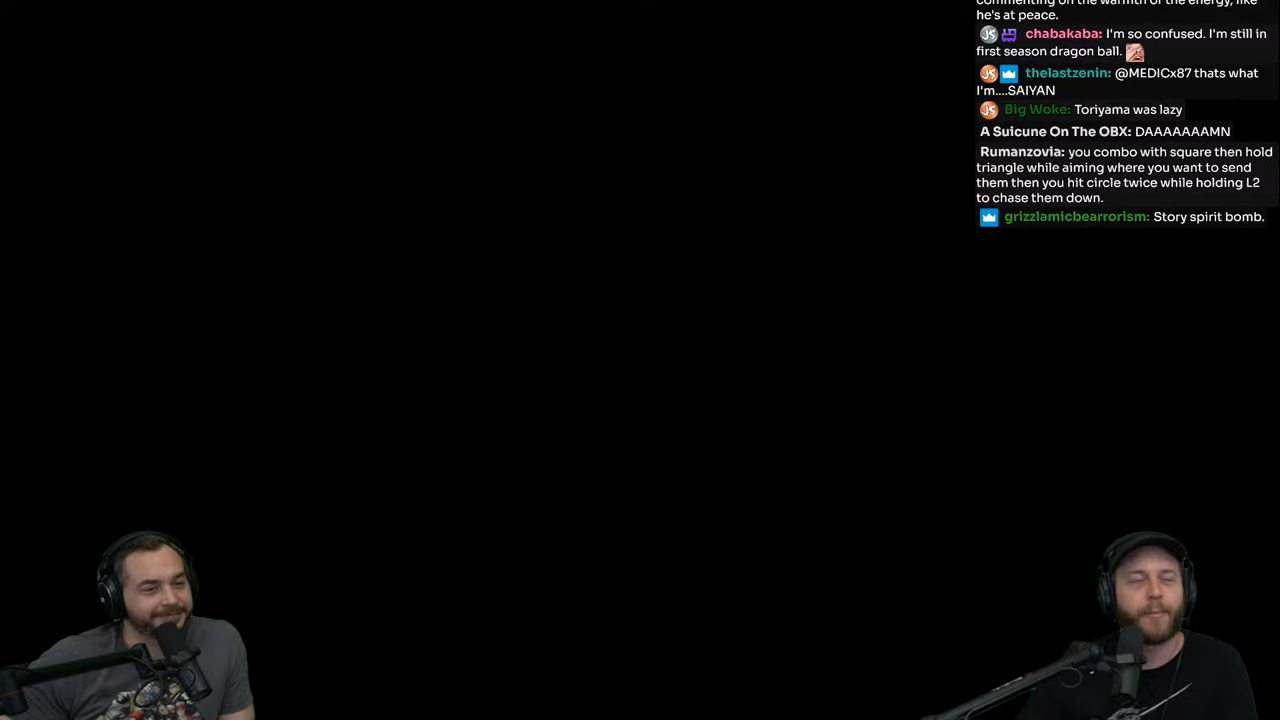 commenting on the warmth of the energy, like
he's at peace.
chabakaba: I'm so confused. I'm still in
first season dragon ball.
thelastzenin: @MEDICx87 thats what
I'm....SAIYAN
Big Woke: Toriyama was lazy
A Suicune On The OBX: DAAAAAAAMN
Rumanzovia: you combo with square then hold
triangle while aiming where you want to send
them then you hit circle twice while holding L2
to chase them down.
grizzlamicbearrorism: Story spirit bomb.